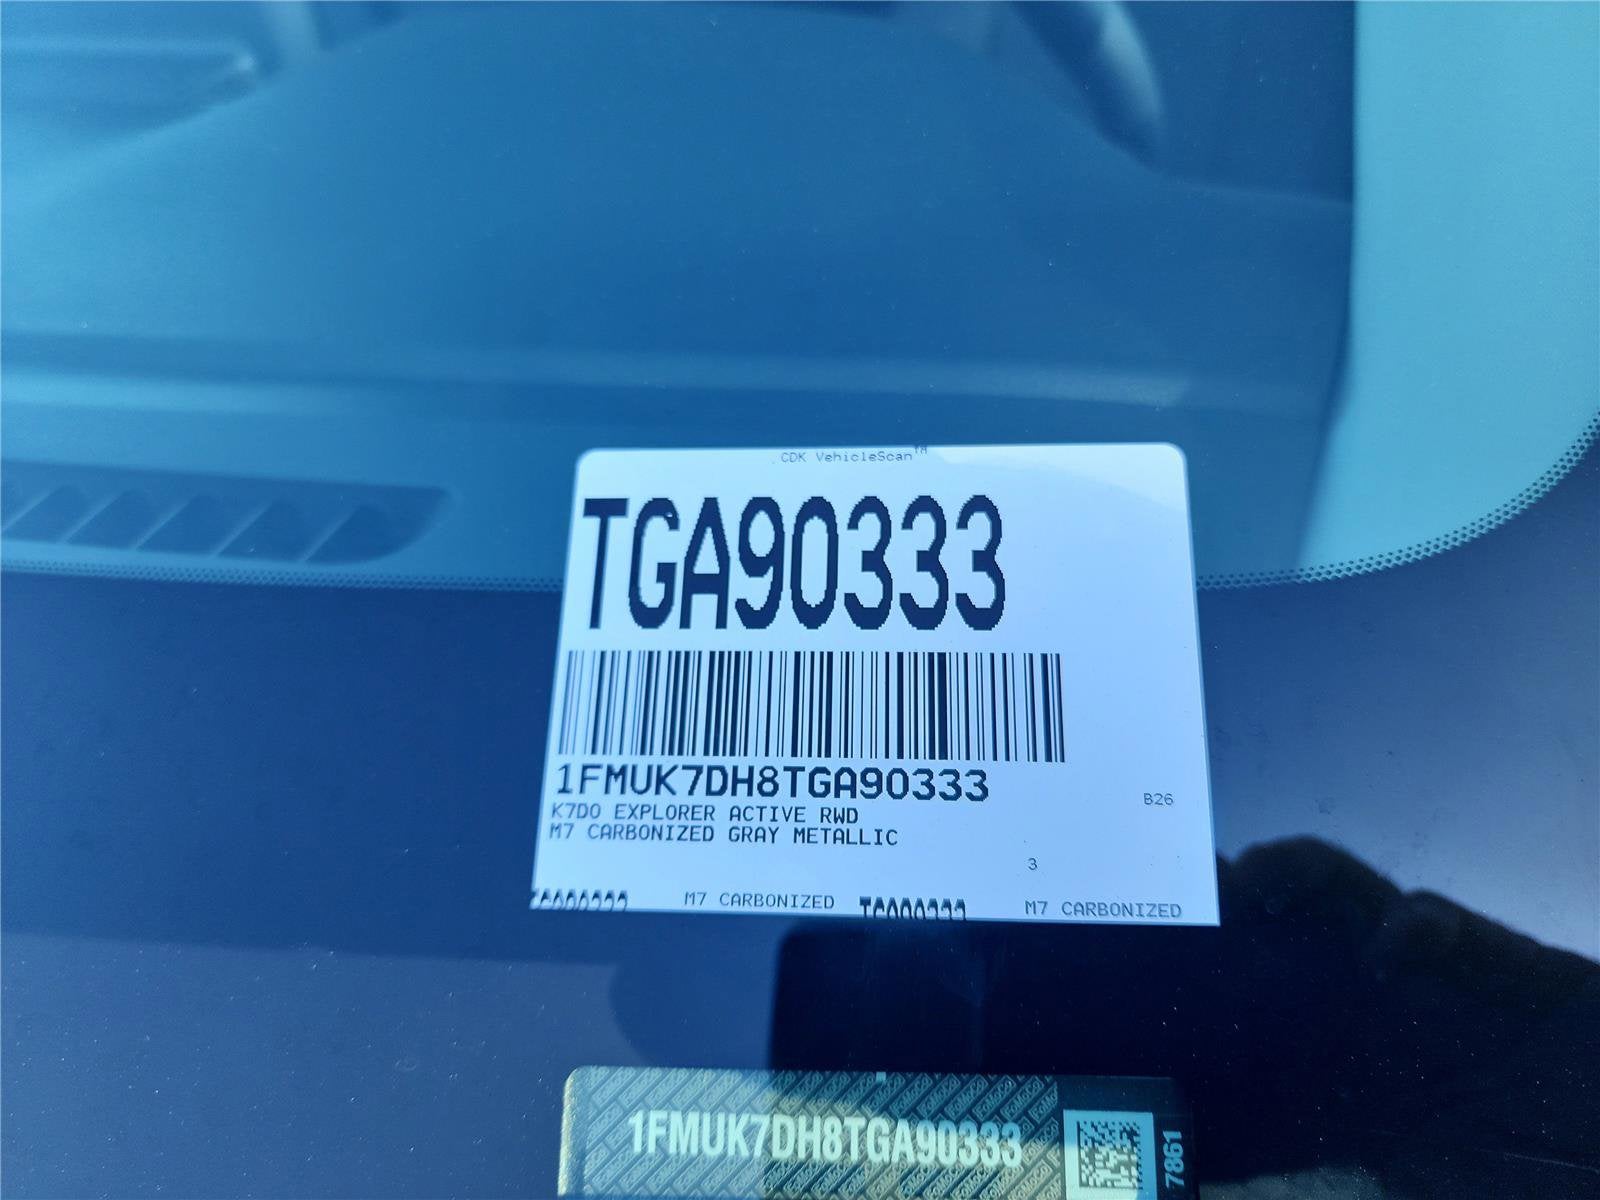 CDK VehicleScan™
TGA90333
1FMUK7DH8TGA90333
K7D0 EXPLORER ACTIVE RWD
B26
M7 CARBONIZED GRAY METALLIC
3
M7 CARBONIZED
M7 CARBONIZED
1FMUK7DH8TGA90333
7861